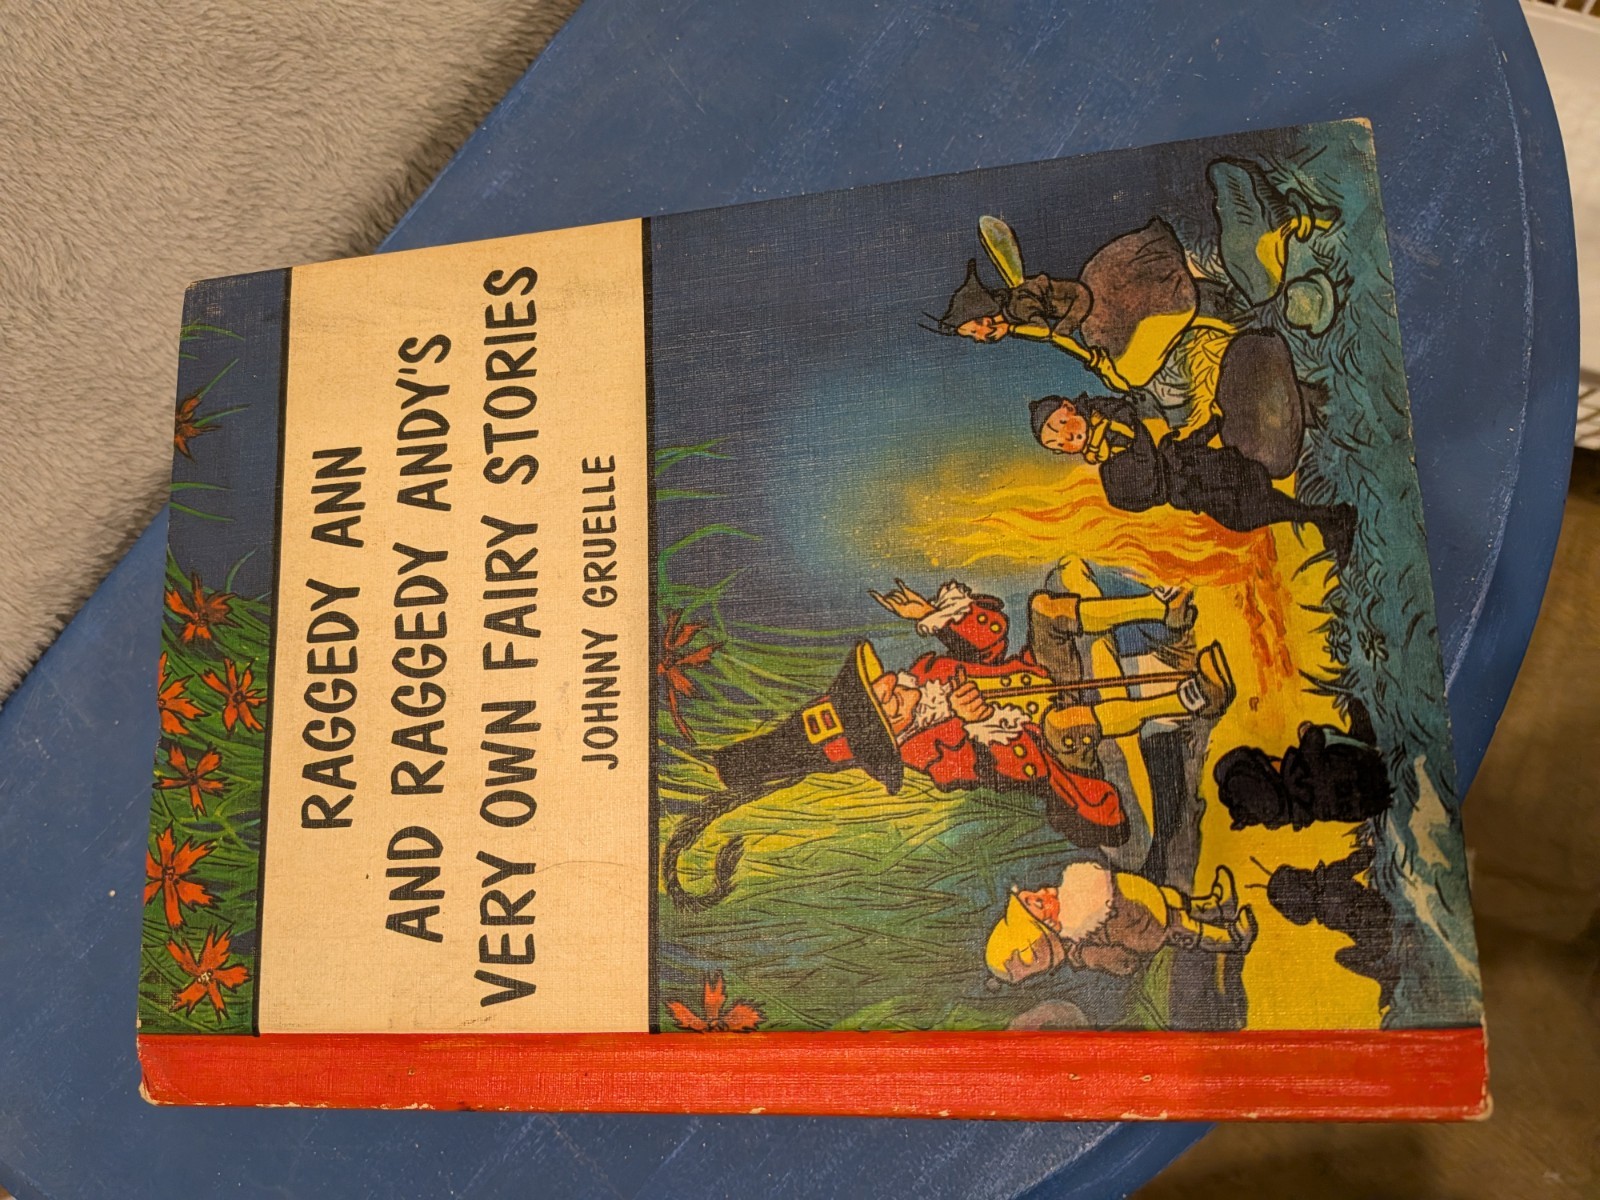 RAGGEDY ANN
AND RAGGEDY ANDY'S
VERY OWN FAIRY STORIES
JOHNNY GRUELLE